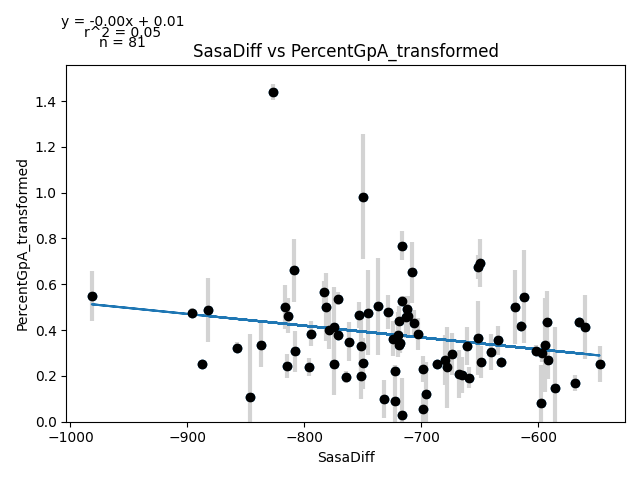 y = -0.00x + 0.01
r^2 = 0.05
n = 81
SasaDiff vs PercentGpA_transformed
PercentGpA_transformed
1.4
1.2
1.0
0.8
0.6
0.4
0.2
0.0
−1000 −900 −800 −700 −600
SasaDiff